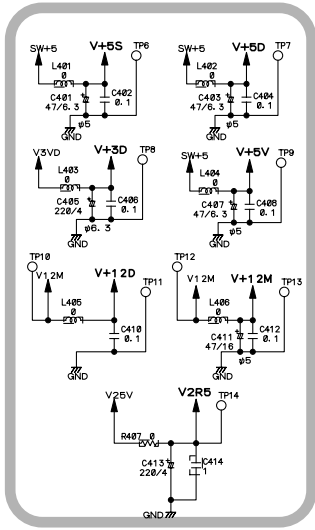 V+5S TP6 V+5D TP7
SW+5 SW+5
L401 L402
0 0
C401 C402 C403 C404
47/6.3 0.1 47/6.3 0.1
φ5 φ5
GND GND
V+3D TP8 V+5V TP9
V3VD SW+5
L403 L404
0 0
C405 C406 C407 C408
220/4 0.1 47/6.3 0.1
φ6.3 φ5
GND GND
TP10 V+12D TP11 TP12 V+12M TP13
V12M V12M
L405 L406
0 0
C410 C411 C412
0.1 47/16 0.1
φ5
GND GND
V25V V2R5 TP14
R407 0
C413 C414
220/4 1
GND